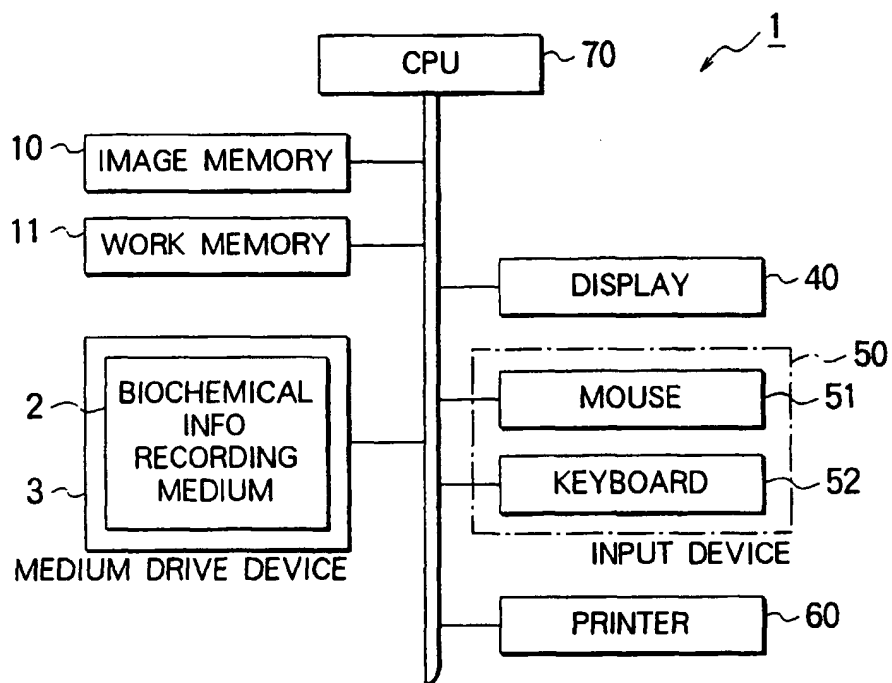 1
CPU
70
10
IMAGE MEMORY
11
WORK MEMORY
DISPLAY
40
50
2
BIOCHEMICAL
INFO
RECORDING
MEDIUM
3
MEDIUM DRIVE DEVICE
MOUSE
51
KEYBOARD
52
INPUT DEVICE
PRINTER
60